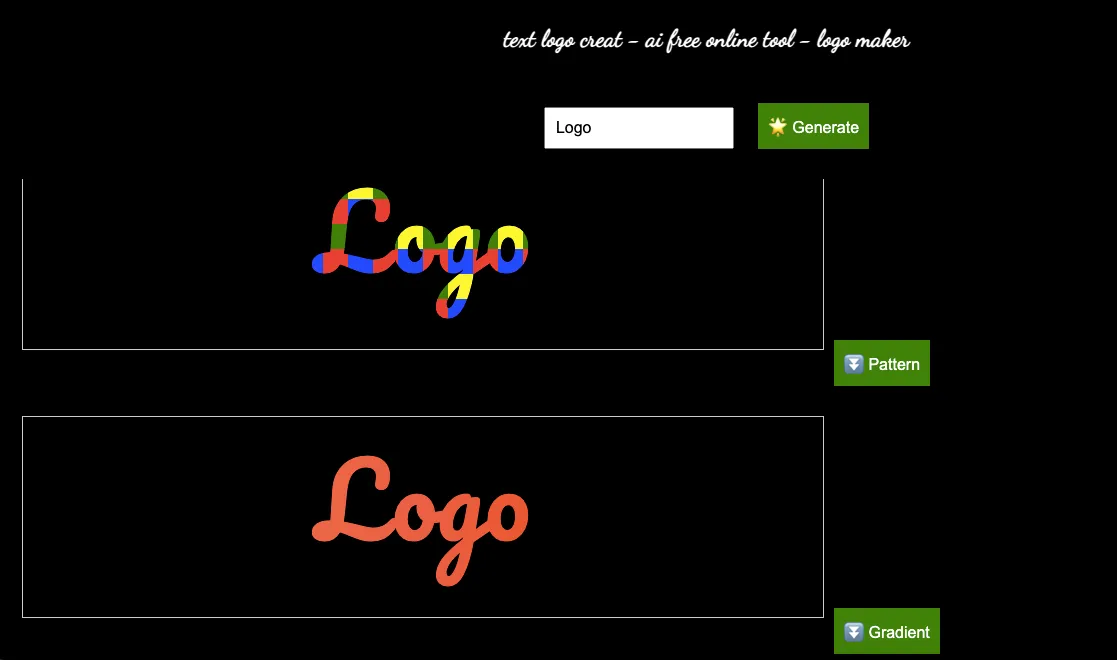 text logo creat - ai free online tool - logo maker
Logo
🌟 Generate
Logo
⏬ Pattern
Logo
⏬ Gradient